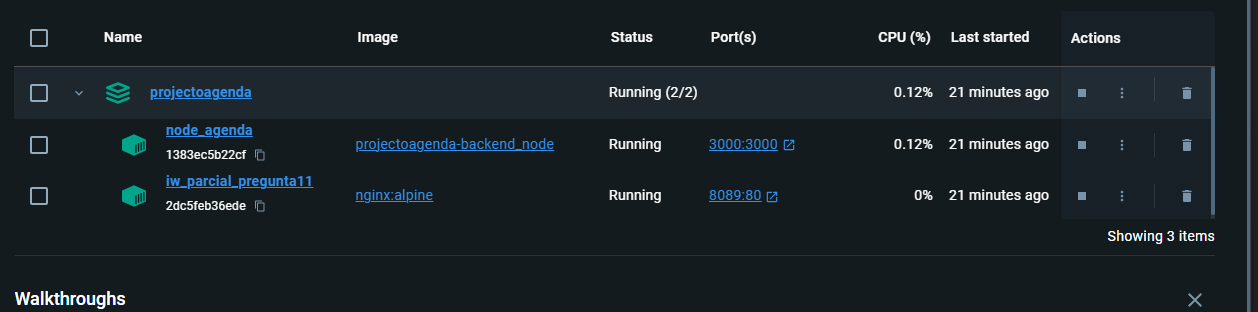 Name Image Status Port(s) CPU (%) Last started Actions
projectoagenda Running (2/2) 0.12% 21 minutes ago
node_agenda
1383ec5b22cf
projectoagenda-backend_node Running 3000:3000 0.12% 21 minutes ago
iw_parcial_pregunta11
2dc5feb36ede
nginx:alpine Running 8089:80 0% 21 minutes ago
Showing 3 items
Walkthroughs